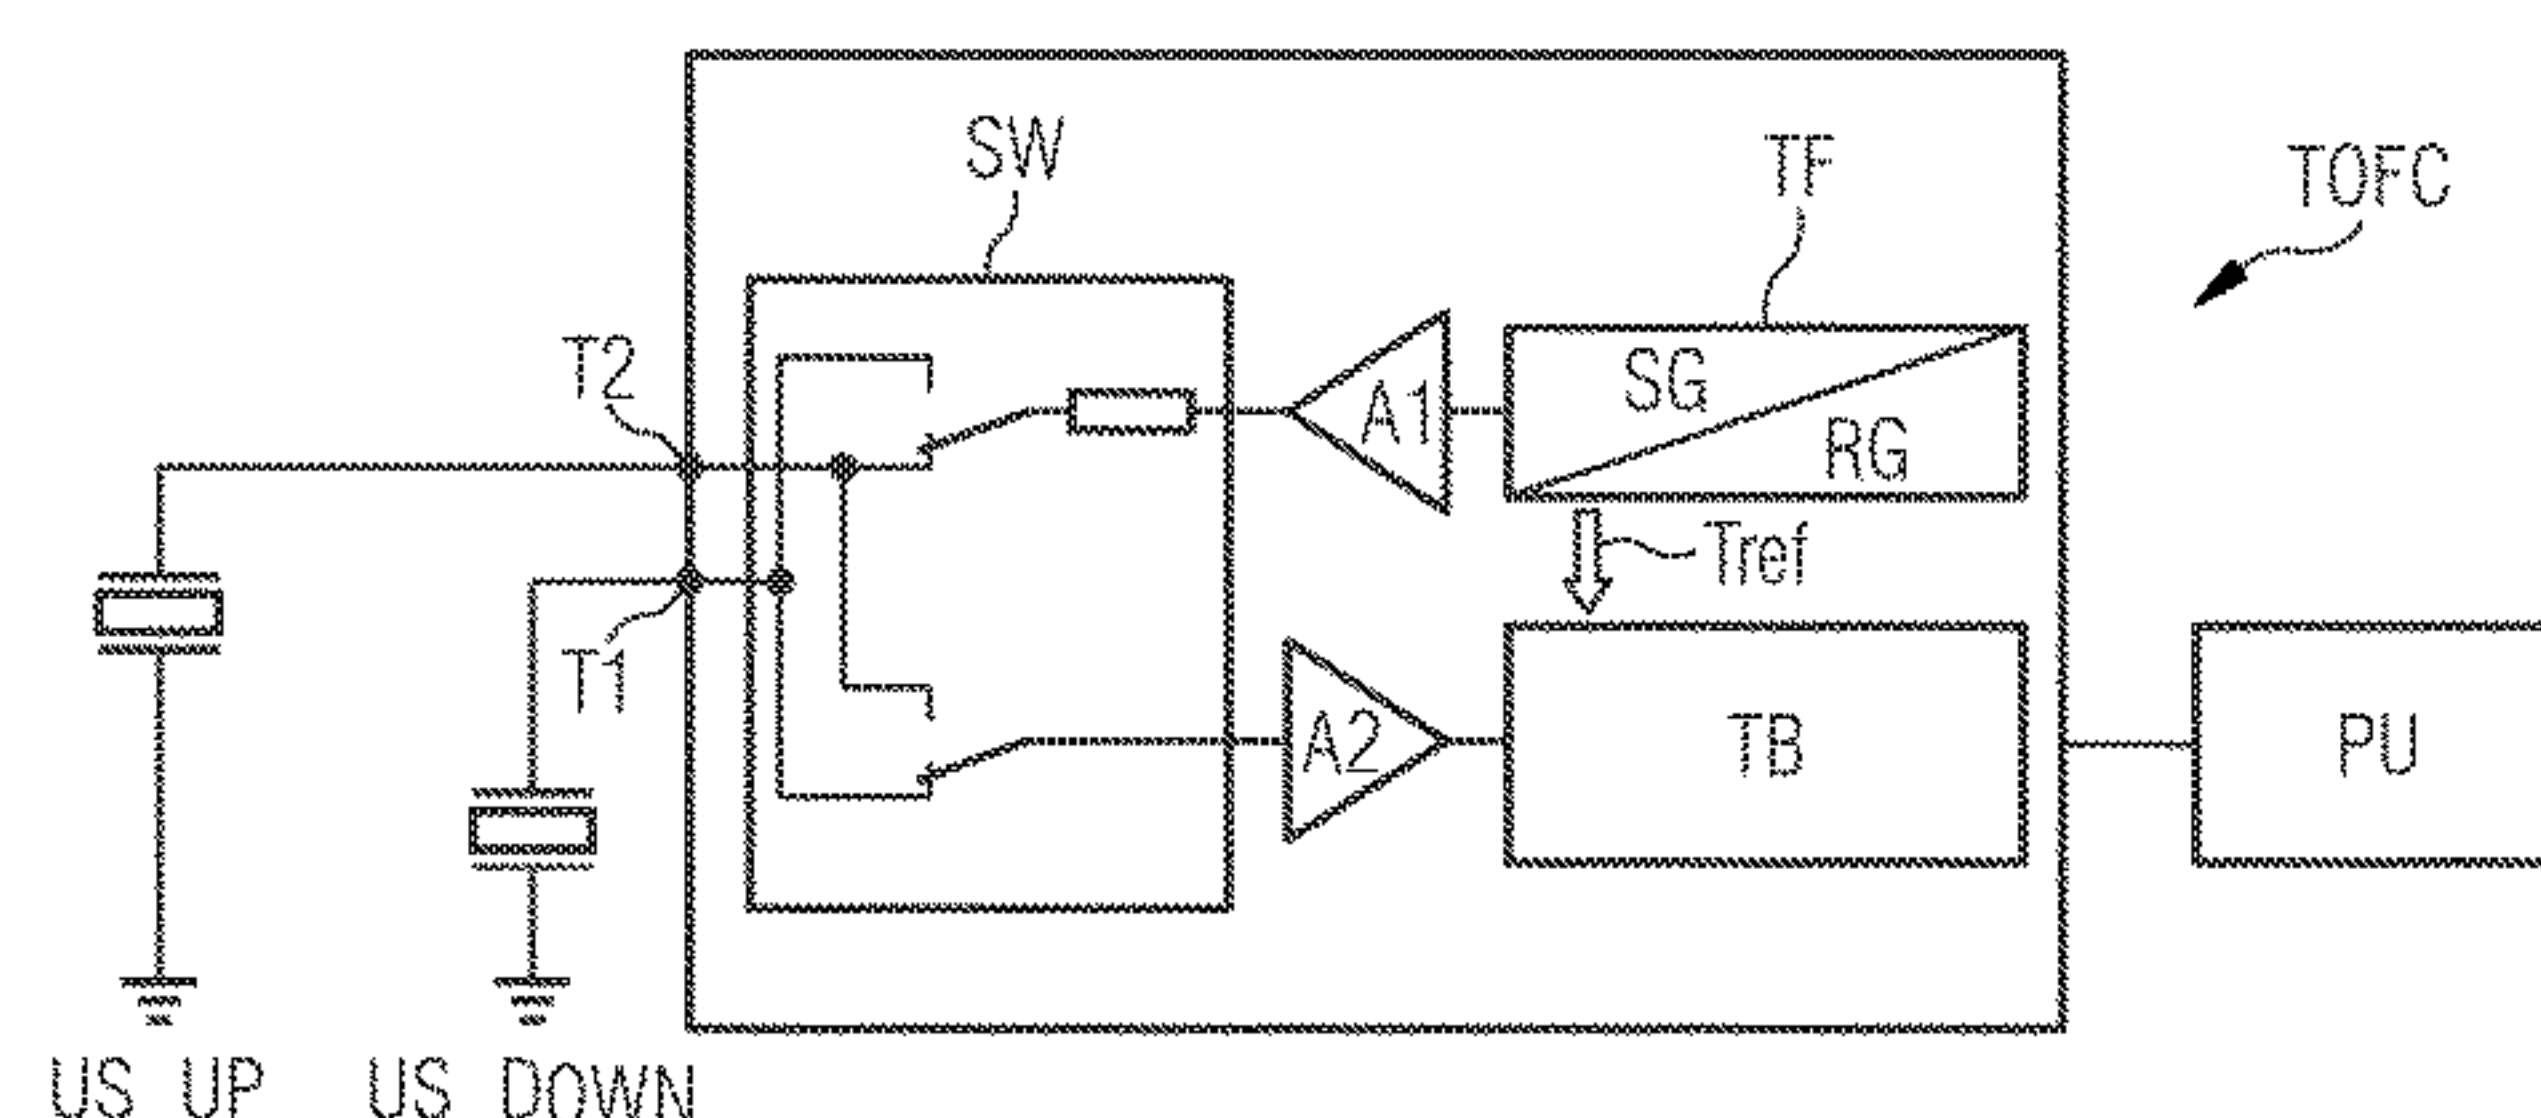 SW
TF
TOFC
T2
SG
A1
RG
Tref
T1
A2
TB
PU
US UP
US DOWN